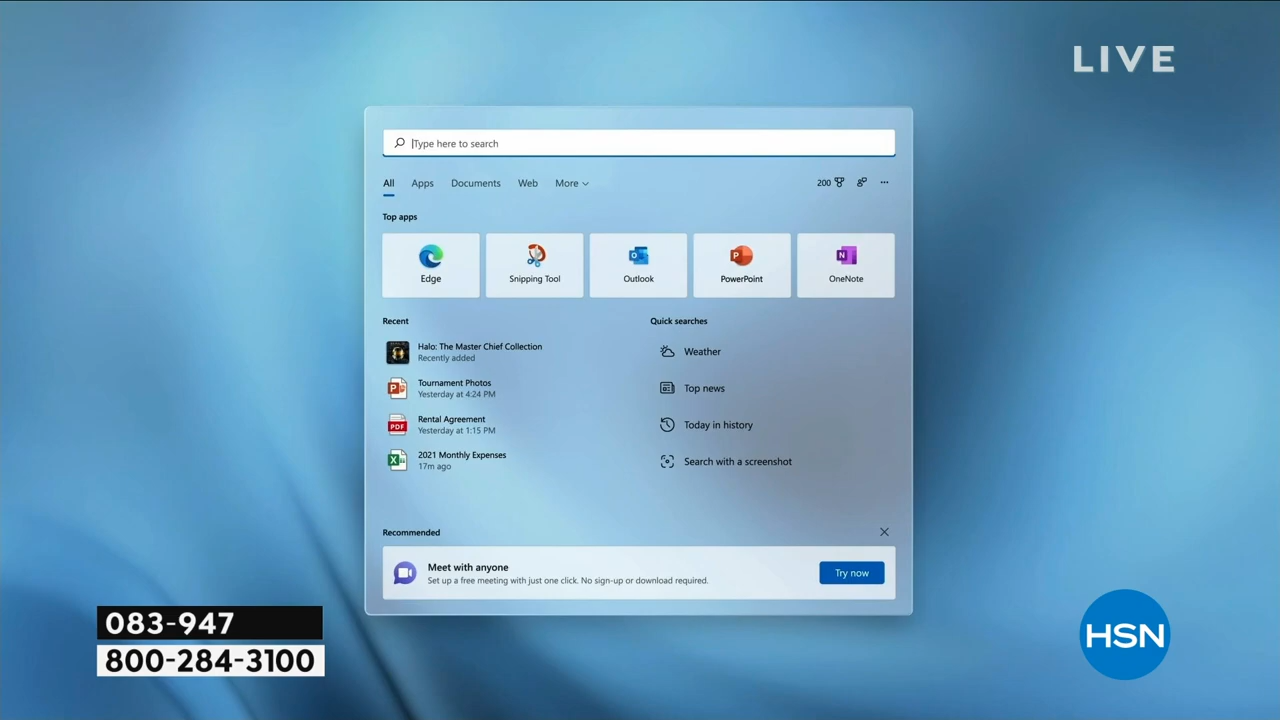 LIVE
Type here to search
All Apps Documents Web More 200
Top apps
Edge Snipping Tool Outlook PowerPoint OneNote
Recent
Halo: The Master Chief Collection
Recently added
Tournament Photos
Yesterday at 4:24 PM
Rental Agreement
Yesterday at 1:15 PM
2021 Monthly Expenses
17m ago
Quick searches
Weather
Top news
Today in history
Search with a screenshot
Recommended
Meet with anyone
Set up a free meeting with just one click. No sign-up or download required.
Try now
083-947
800-284-3100
HSN